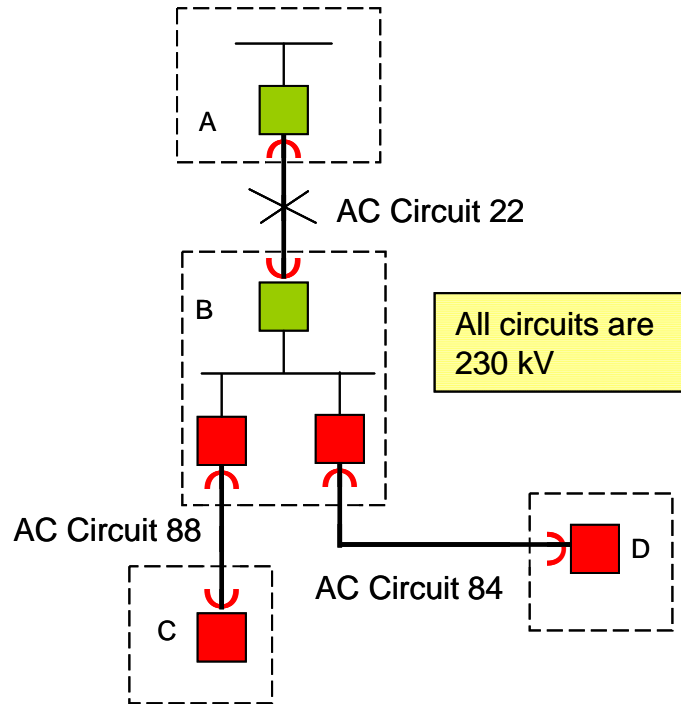 A
AC Circuit 22
B
All circuits are
230 kV
AC Circuit 88
D
AC Circuit 84
C